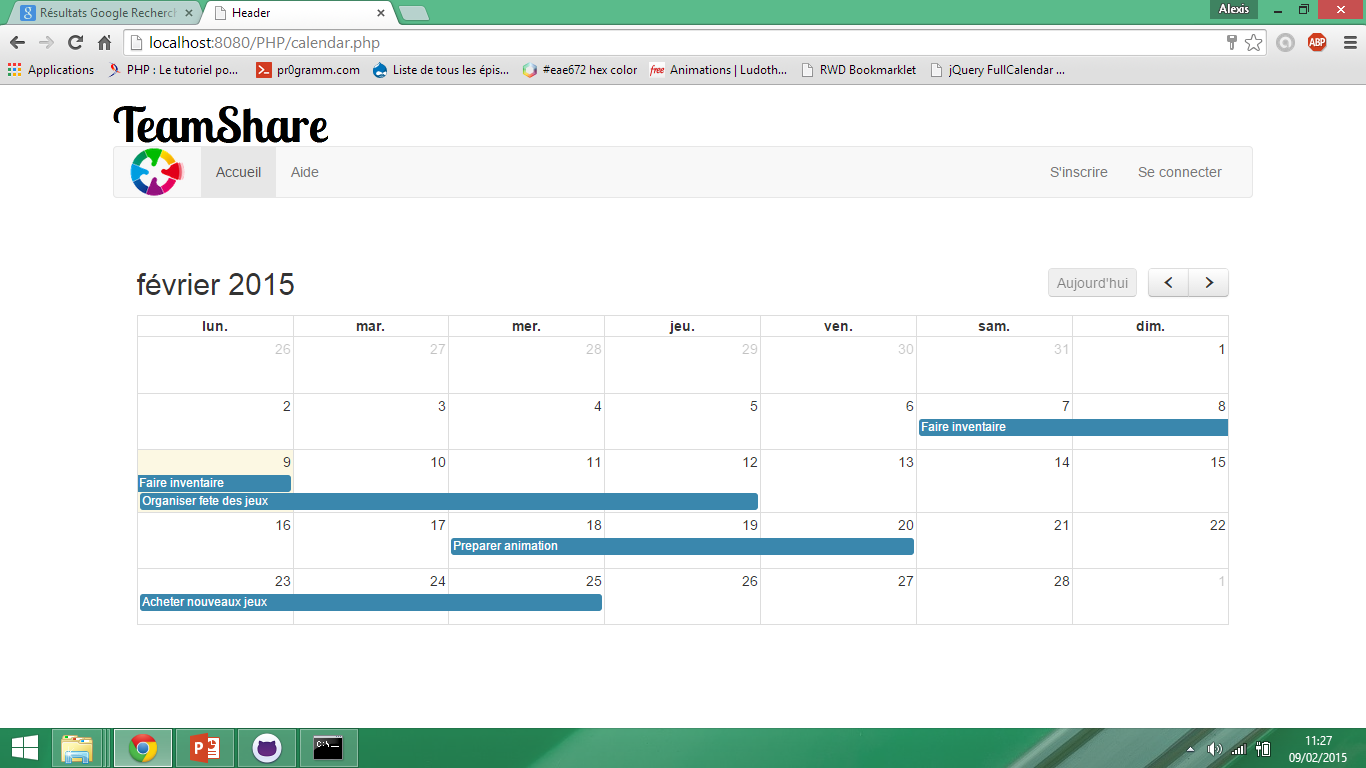 Résultats Google Recherch
Header
Alexis
localhost:8080/PHP/calendar.php
ABP
Applications
PHP : Le tutoriel po...
pr0gramm.com
Liste de tous les épis...
#eae672 hex color
free
Animations | Ludoth...
RWD Bookmarklet
jQuery FullCalendar ...
TeamShare
Accueil Aide S'inscrire Se connecter
février 2015 Aujourd'hui
lun. mar. mer. jeu. ven. sam. dim.
26 27 28 29 30 31 1
2 3 4 5 6 7 8
Faire inventaire
9 10 11 12 13 14 15
Faire inventaire
Organiser fete des jeux
16 17 18 19 20 21 22
Preparer animation
23 24 25 26 27 28 1
Acheter nouveaux jeux
11:27
09/02/2015